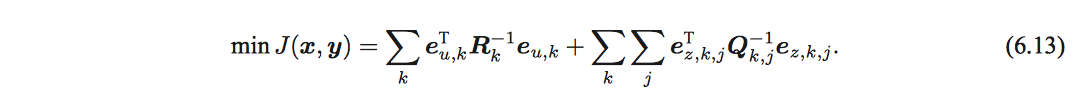 min J(x, y) = ∑_k e_{u,k}^T R_k^{-1} e_{u,k} + ∑_k ∑_j e_{z,k,j}^T Q_{k,j}^{-1} e_{z,k,j}. (6.13)